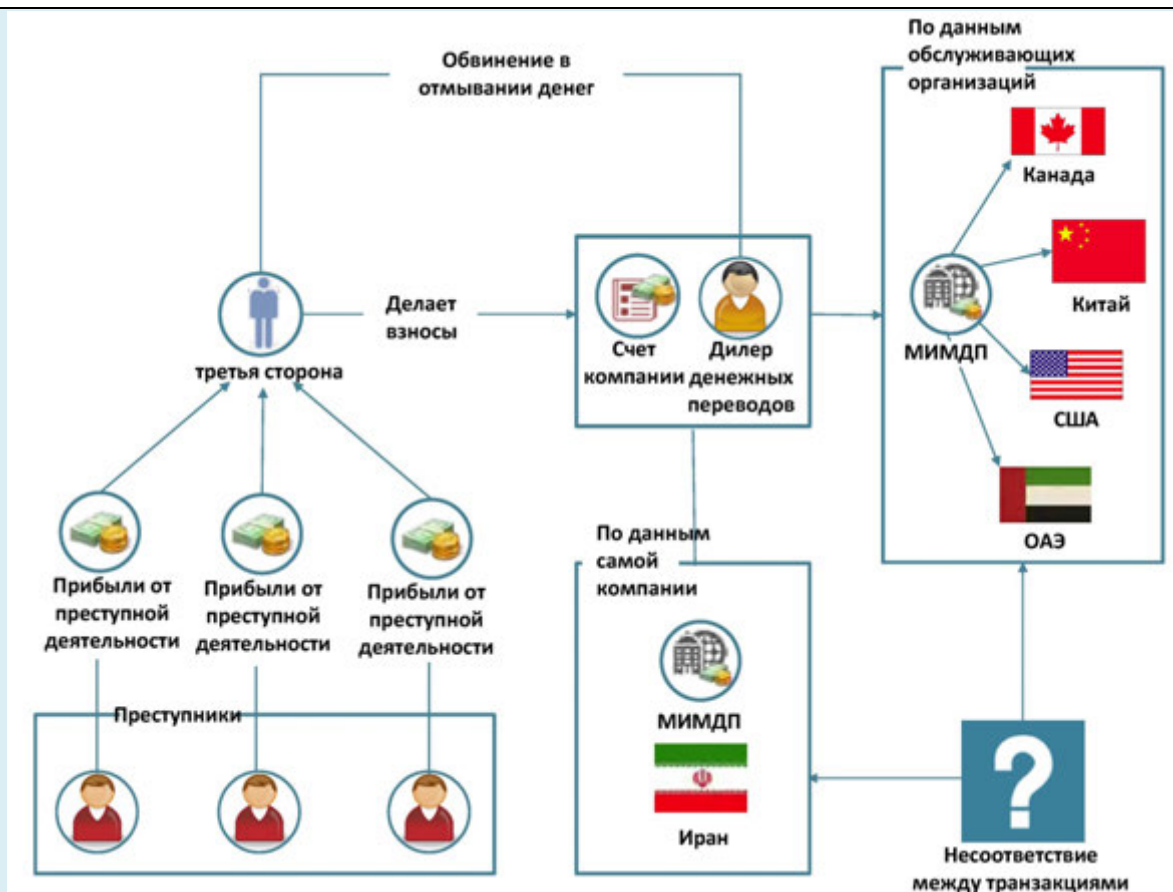 Обвинение в
отмывании денег
По данным
обслуживающих
организаций
Канада
Китай
МИМДП
США
ОАЭ
третья сторона
Делает
взносы
Счет
компании
Дилер
денежных
переводов
Прибыли от
преступной
деятельности
Прибыли от
преступной
деятельности
Прибыли от
преступной
деятельности
Преступники
По данным
самой
компании
МИМДП
Иран
?
Несоответствие
между транзакциями